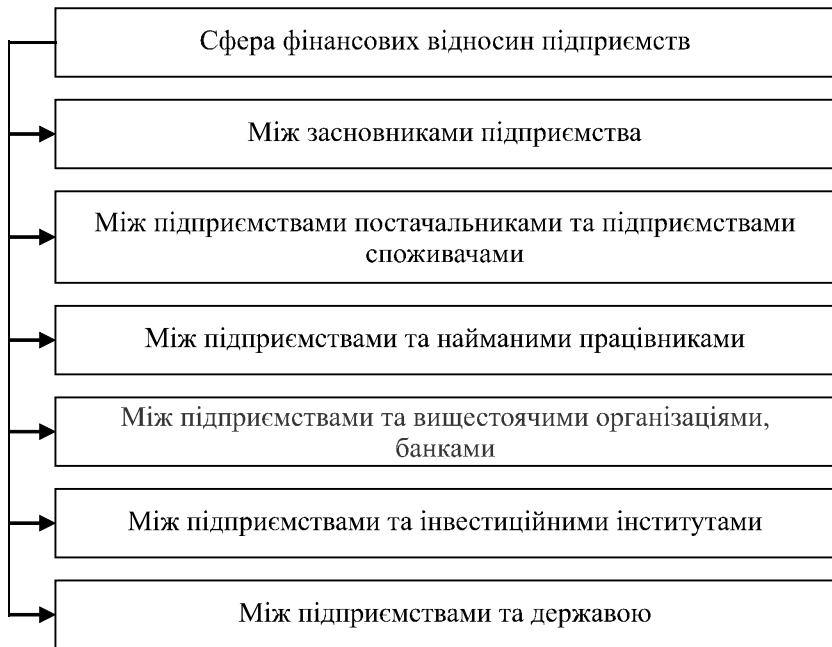 Сфера фінансових відносин підприємств
Між засновниками підприємства
Між підприємствами постачальниками та підприємствами
споживачами
Між підприємствами та найманими працівниками
Між підприємствами та вищестоячими організаціями,
банками
Між підприємствами та інвестиційними інститутами
Між підприємствами та державою